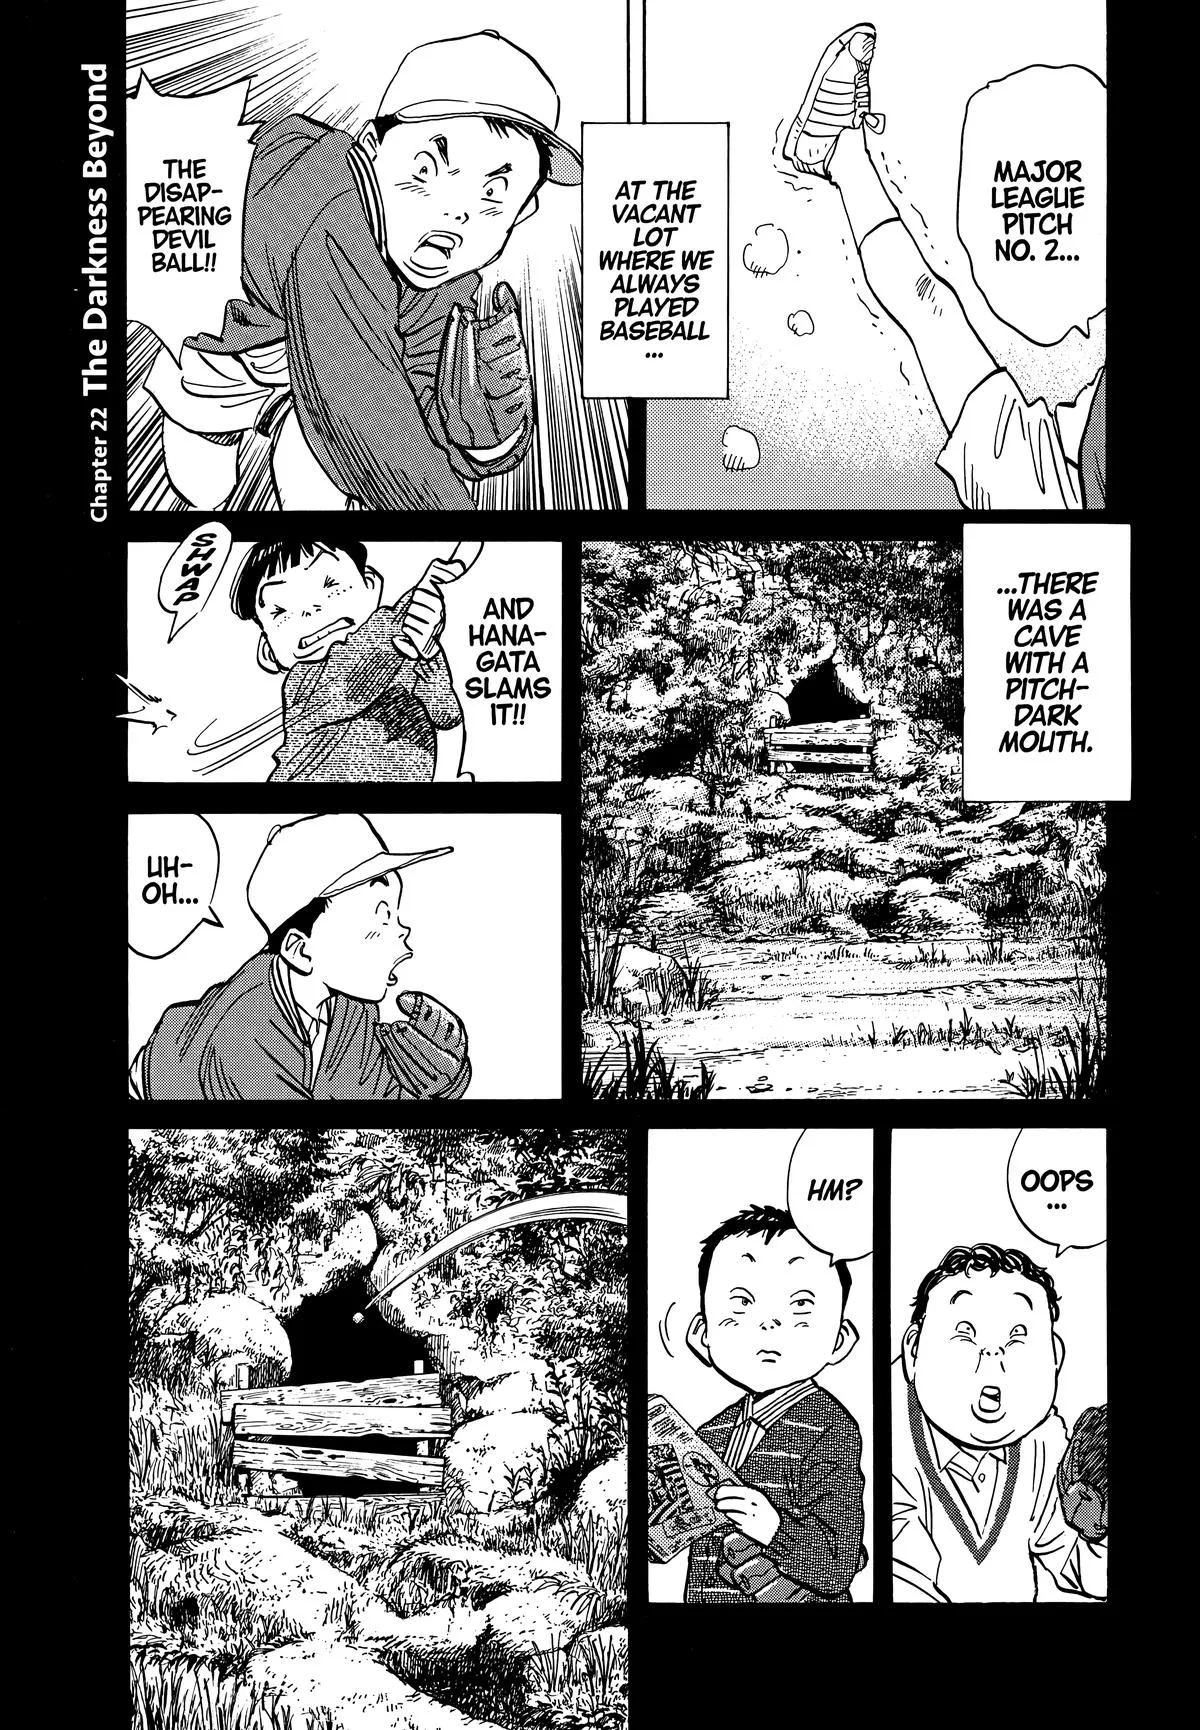 Chapter 22 The Darkness Beyond
MAJOR
LEAGUE
PITCH
NO. 2...
AT THE
VACANT
LOT
WHERE WE
ALWAYS
PLAYED
BASEBALL
...
THE
DISAP-
PEARING
DEVIL
BALL!!
...THERE
WAS A
CAVE
WITH A
PITCH-
DARK
MOUTH.
AND
HANA-
GATA
SLAMS
IT!!
SHWAP
UH-
OH...
OOPS
...
HM?